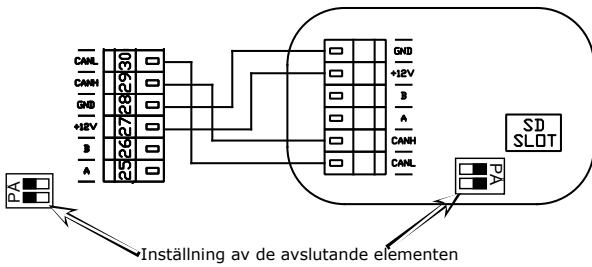 CANL 30
CANH 29
GND 28
+12V 27
B 26
A 25
GND
+12V
B
A
CANH
CANL
SD
SLOT
PA
PA
Inställning av de avslutande elementen